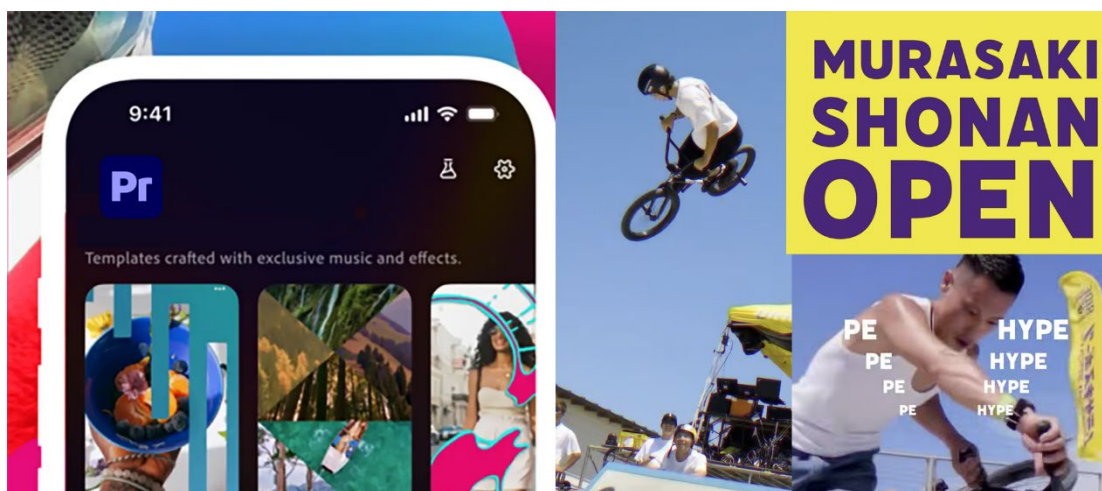 9:41
Pr
Templates crafted with exclusive music and effects.
MURASAKI
SHONAN
OPEN
PE HYPE
PE HYPE
PE HYPE
PE HYPE